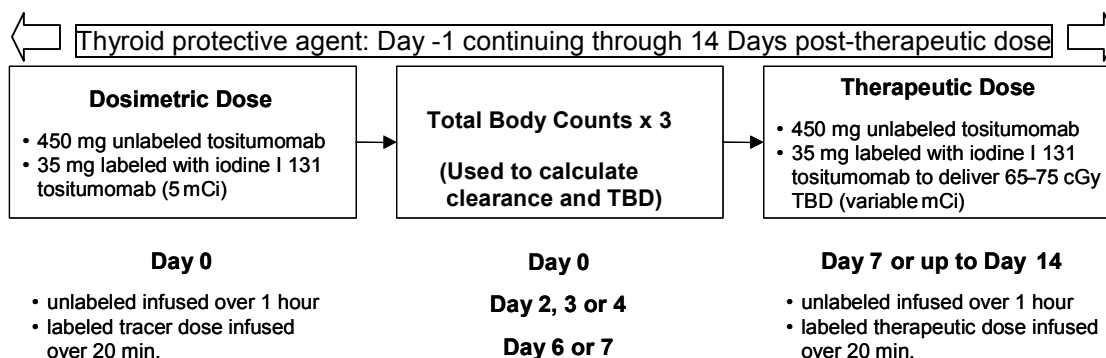 Thyroid protective agent: Day -1 continuing through 14 Days post-therapeutic dose
Dosimetric Dose
• 450 mg unlabeled tositumomab
• 35 mg labeled with iodine I 131
tositumomab (5 mCi)
Total Body Counts x 3
(Used to calculate
clearance and TBD)
Therapeutic Dose
• 450 mg unlabeled tositumomab
• 35 mg labeled with iodine I 131
tositumomab to deliver 65–75 cGy
TBD (variable mCi)
Day 0
• unlabeled infused over 1 hour
• labeled tracer dose infused
over 20 min.
Day 0
Day 2, 3 or 4
Day 6 or 7
Day 7 or up to Day 14
• unlabeled infused over 1 hour
• labeled therapeutic dose infused
over 20 min.